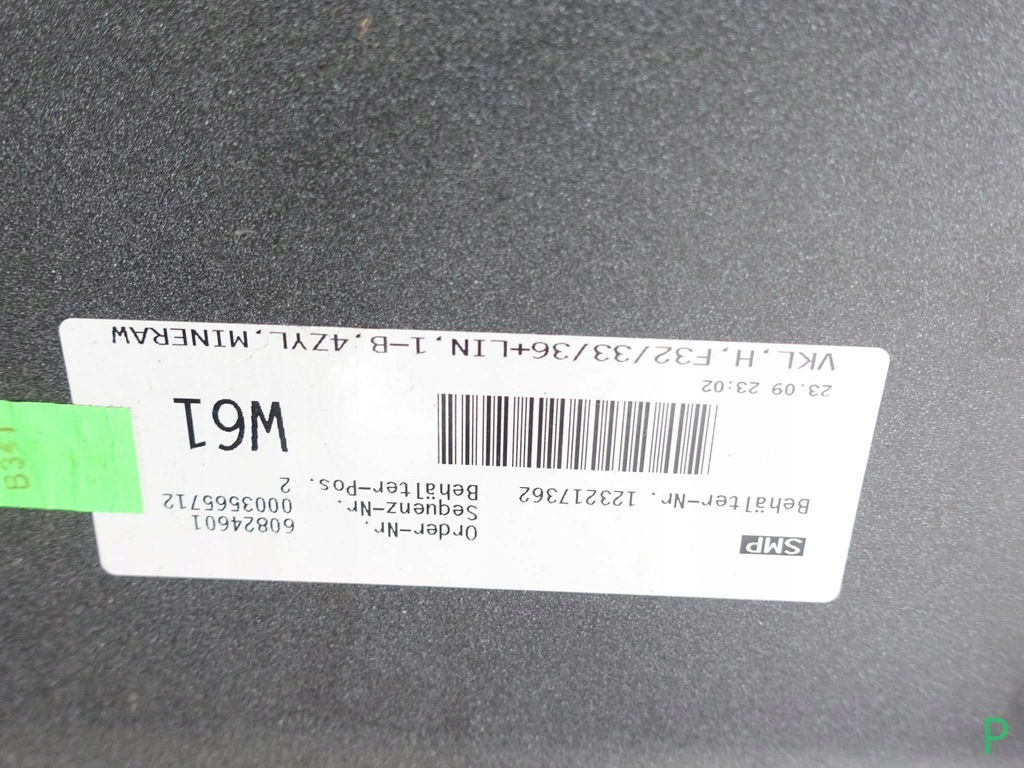 SMP
Order-Nr. 60824601
Sequenz-Nr. 0003565712
Behälter-Nr. 123217362 Behälter-Pos. 2
W61
23.09 23:02
VKL,H,F32/33/36+LIN,1-B,4ZYL,MINERAW
B341
P